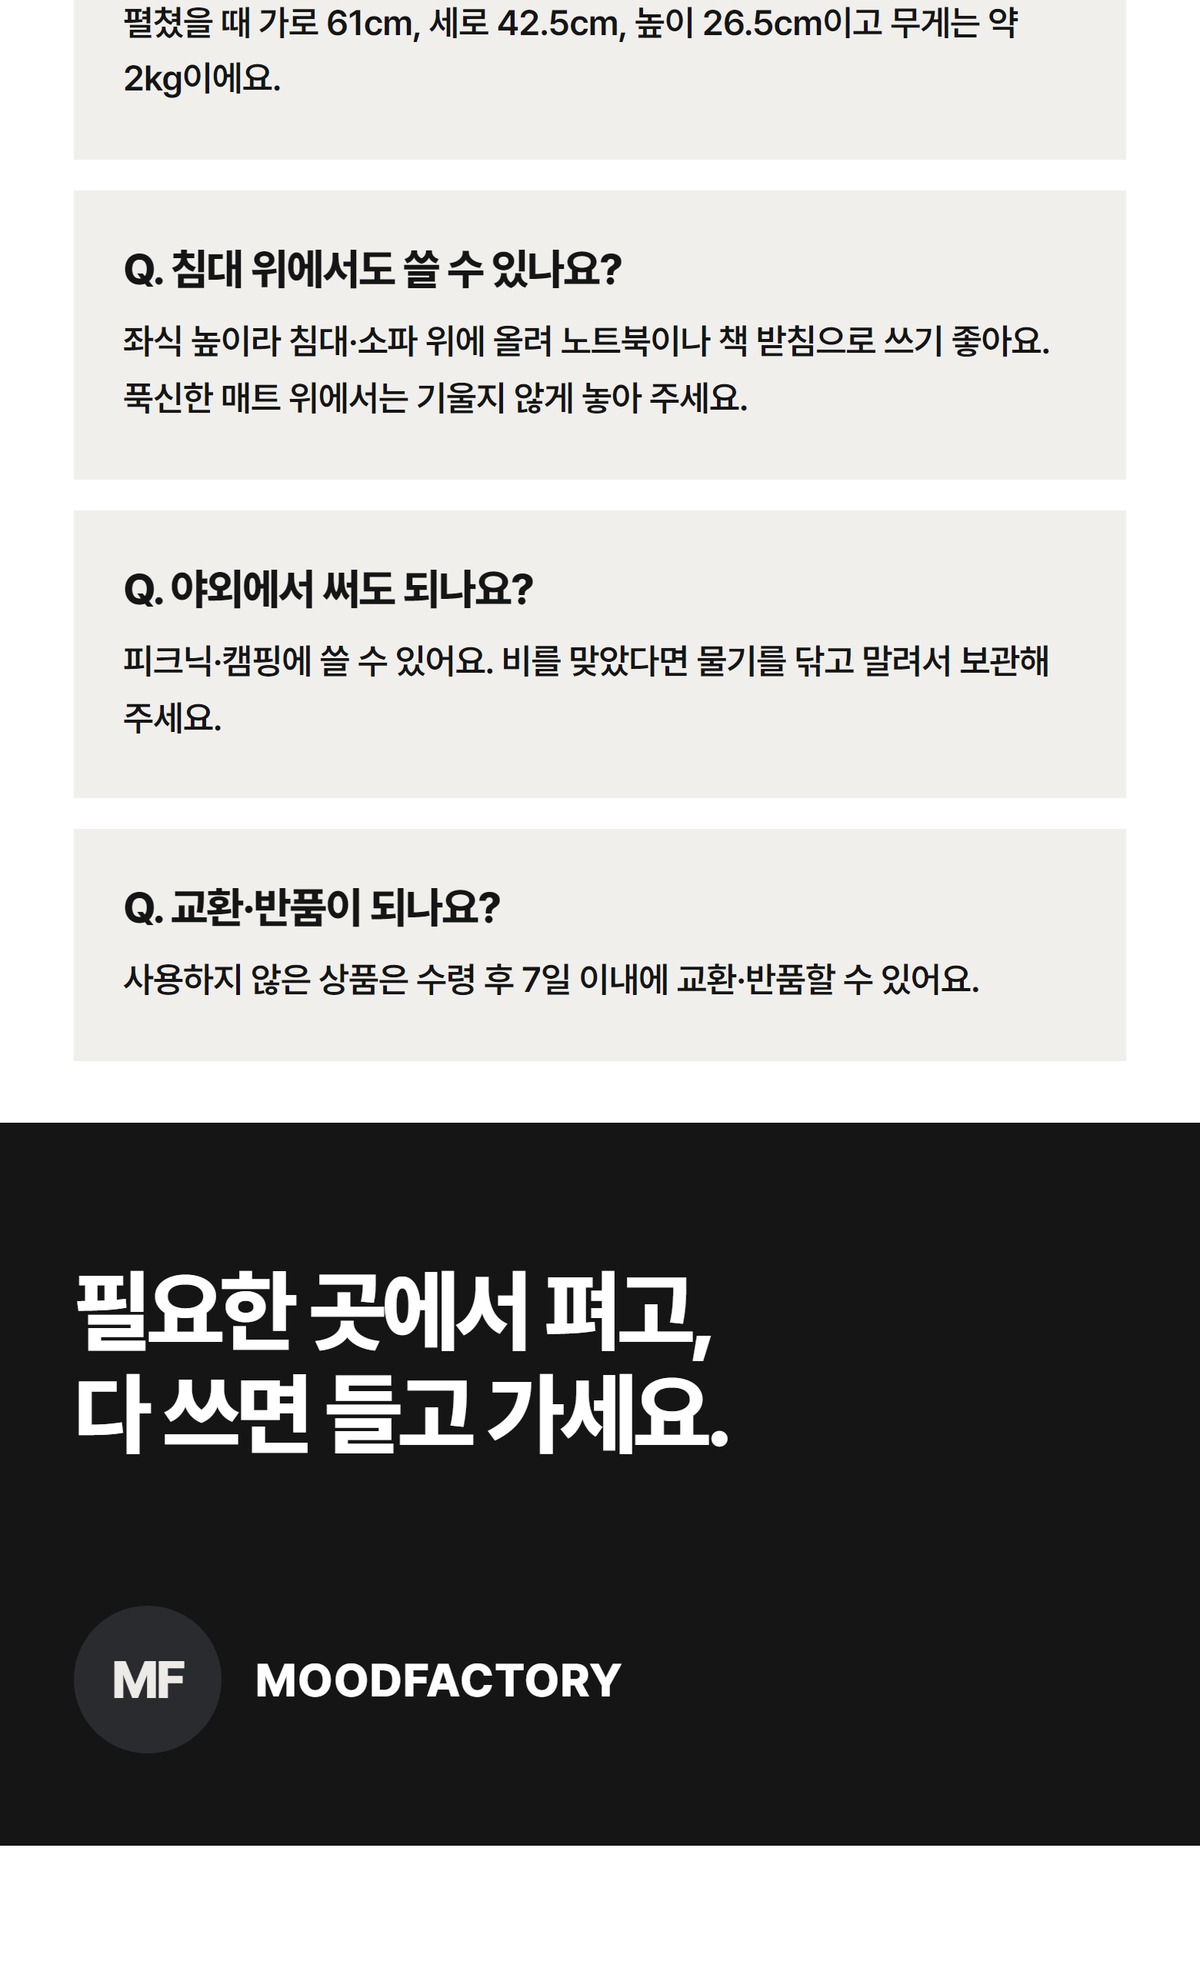 펼쳤을 때 가로 61cm, 세로 42.5cm, 높이 26.5cm이고 무게는 약
2kg이에요.
Q. 침대 위에서도 쓸 수 있나요?
좌식 높이라 침대·소파 위에 올려 노트북이나 책 받침으로 쓰기 좋아요.
푹신한 매트 위에서는 기울지 않게 놓아 주세요.
Q. 야외에서 써도 되나요?
피크닉·캠핑에 쓸 수 있어요. 비를 맞았다면 물기를 닦고 말려서 보관해
주세요.
Q. 교환·반품이 되나요?
사용하지 않은 상품은 수령 후 7일 이내에 교환·반품할 수 있어요.
필요한 곳에서 펴고,
다 쓰면 들고 가세요.
MF MOODFACTORY